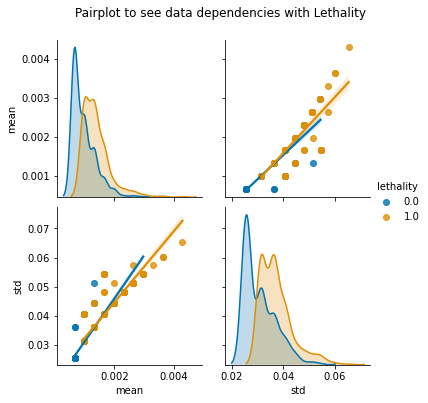 Pairplot to see data dependencies with Lethality
0.004
0.003
0.002
0.001
mean
lethality
0.0
1.0
0.07
0.06
0.05
0.04
0.03
std
0.002
0.004
mean
0.02
0.04
0.06
std